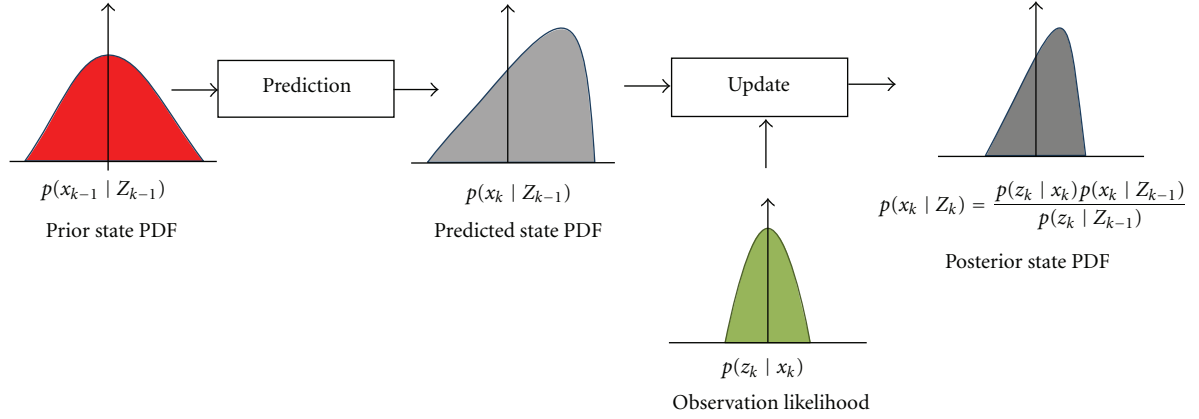 Prediction
Update
p(x_{k−1} | Z_{k−1})
Prior state PDF
p(x_k | Z_{k−1})
Predicted state PDF
p(x_k | Z_k) = \frac{p(z_k | x_k)p(x_k | Z_{k−1})}{p(z_k | Z_{k−1})}
Posterior state PDF
p(z_k | x_k)
Observation likelihood